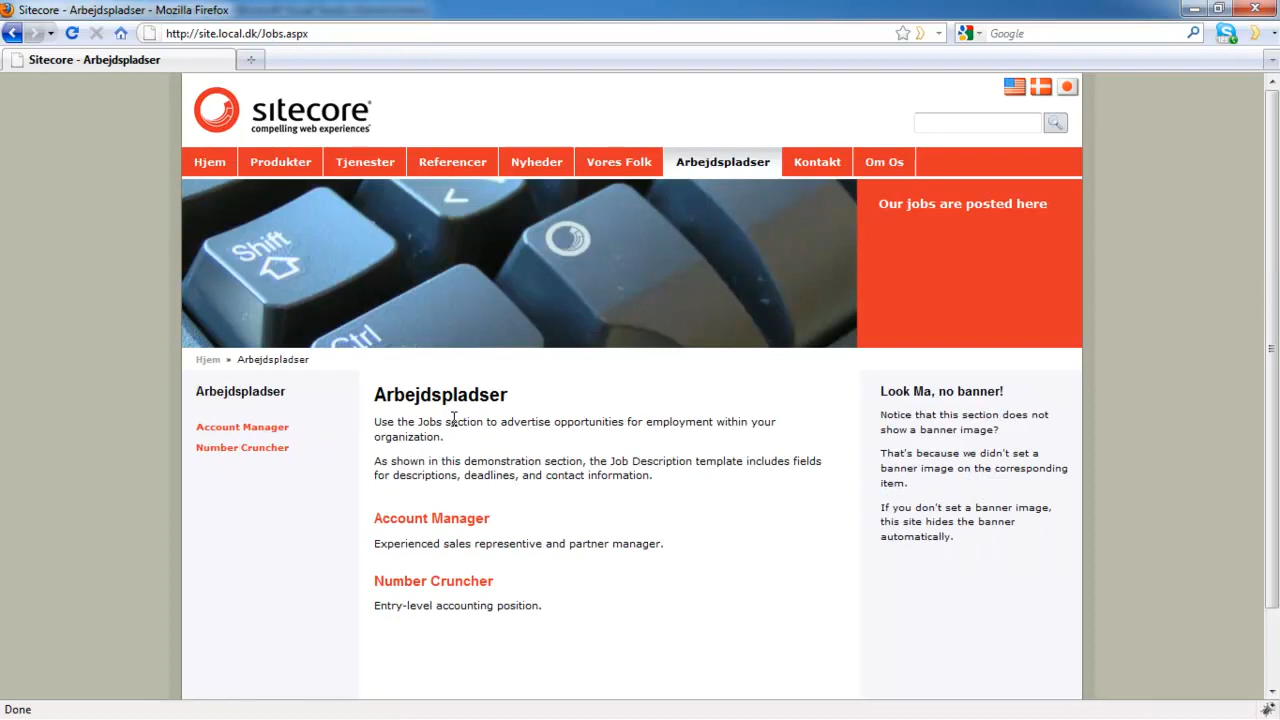 Sitecore - Arbejdspladser - Mozilla Firefox
http://site.local.dk/Jobs.aspx
Google
Sitecore - Arbejdspladser
sitecore
compelling web experiences
Hjem Produkter Tjenester Referencer Nyheder Vores Folk Arbejdspladser Kontakt Om Os
Shift
Ctrl
Our jobs are posted here
Hjem » Arbejdspladser
Arbejdspladser
Account Manager
Number Cruncher
Arbejdspladser
Use the Jobs section to advertise opportunities for employment within your
organization.
As shown in this demonstration section, the Job Description template includes fields
for descriptions, deadlines, and contact information.
Account Manager
Experienced sales representive and partner manager.
Number Cruncher
Entry-level accounting position.
Look Ma, no banner!
Notice that this section does not
show a banner image?
That's because we didn't set a
banner image on the corresponding
item.
If you don't set a banner image,
this site hides the banner
automatically.
Done